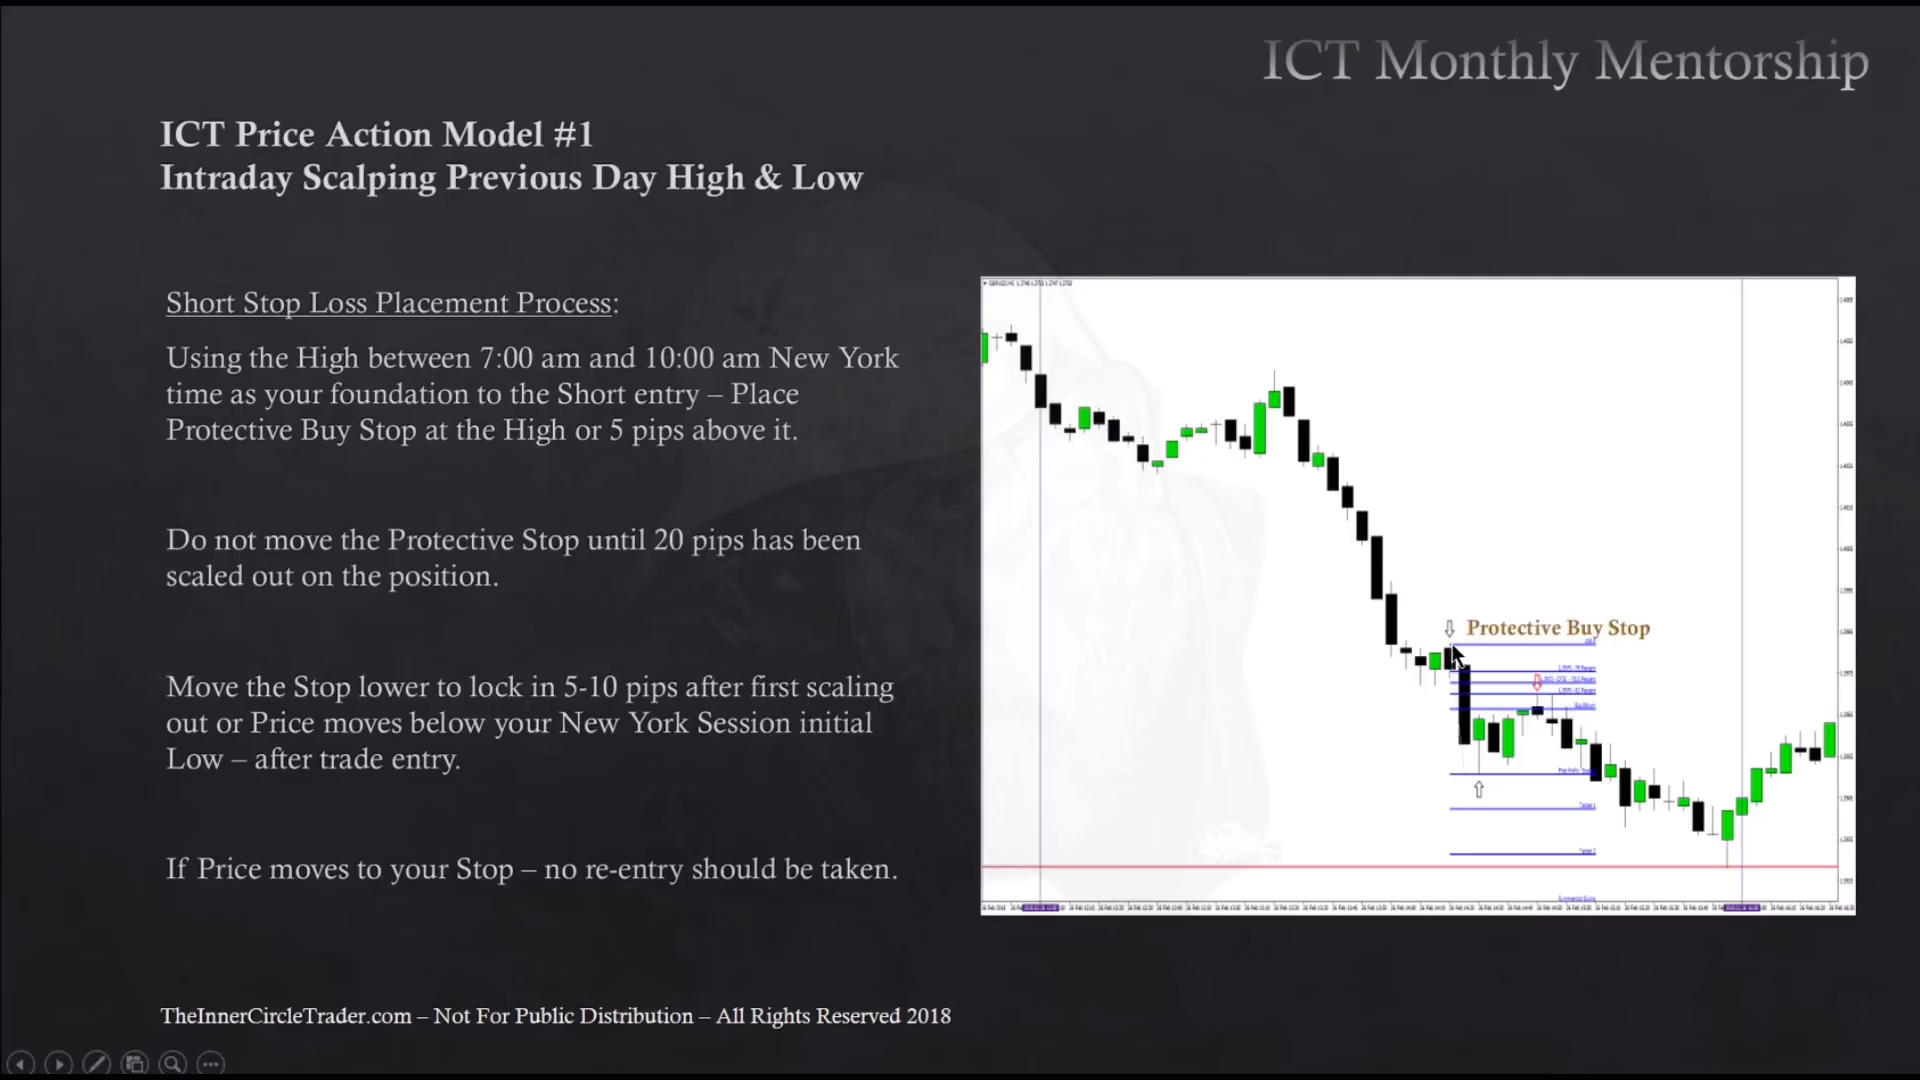 ICT Monthly Mentorship
ICT Price Action Model #1
Intraday Scalping Previous Day High & Low
Short Stop Loss Placement Process:
Using the High between 7:00 am and 10:00 am New York
time as your foundation to the Short entry – Place
Protective Buy Stop at the High or 5 pips above it.
Do not move the Protective Stop until 20 pips has been
scaled out on the position.
Move the Stop lower to lock in 5-10 pips after first scaling
out or Price moves below your New York Session initial
Low – after trade entry.
If Price moves to your Stop – no re-entry should be taken.
Protective Buy Stop
Target 1
Target 2
TheInnerCircleTrader.com – Not For Public Distribution – All Rights Reserved 2018